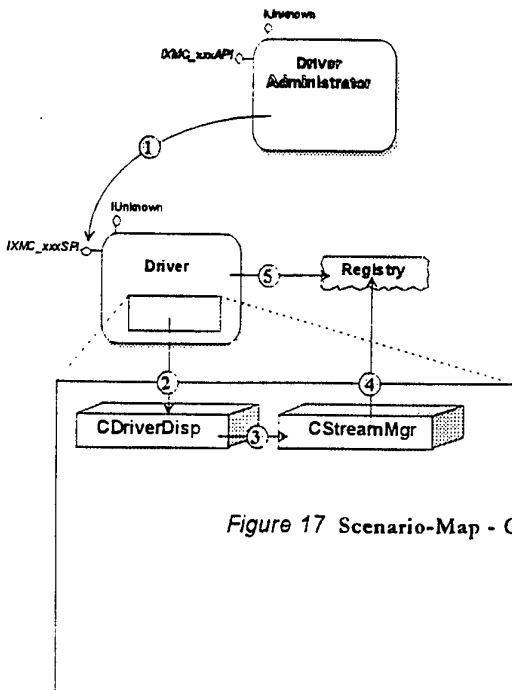 IUnknown
IXMC_xxxAPI
Driver
Administrator
1
IUnknown
IXMC_xxxSPI
Driver
5
Registry
2
4
CDriverDisp
3
CStreamMgr
Figure 17 Scenario-Map - C